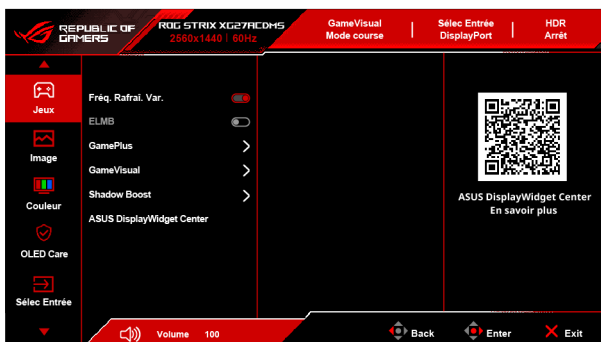 REPUBLIC OF
GAMERS
ROG STRIX XG27ACDMS
2560x1440 | 60Hz
GameVisual
Mode course
Sélec Entrée
DisplayPort
HDR
Arrêt
Jeux
Image
Couleur
OLED Care
Sélec Entrée
Fréq. Rafraî. Var.
ELMB
GamePlus
GameVisual
Shadow Boost
ASUS DisplayWidget Center
ASUS DisplayWidget Center
En savoir plus
Volume 100
Back
Enter
Exit